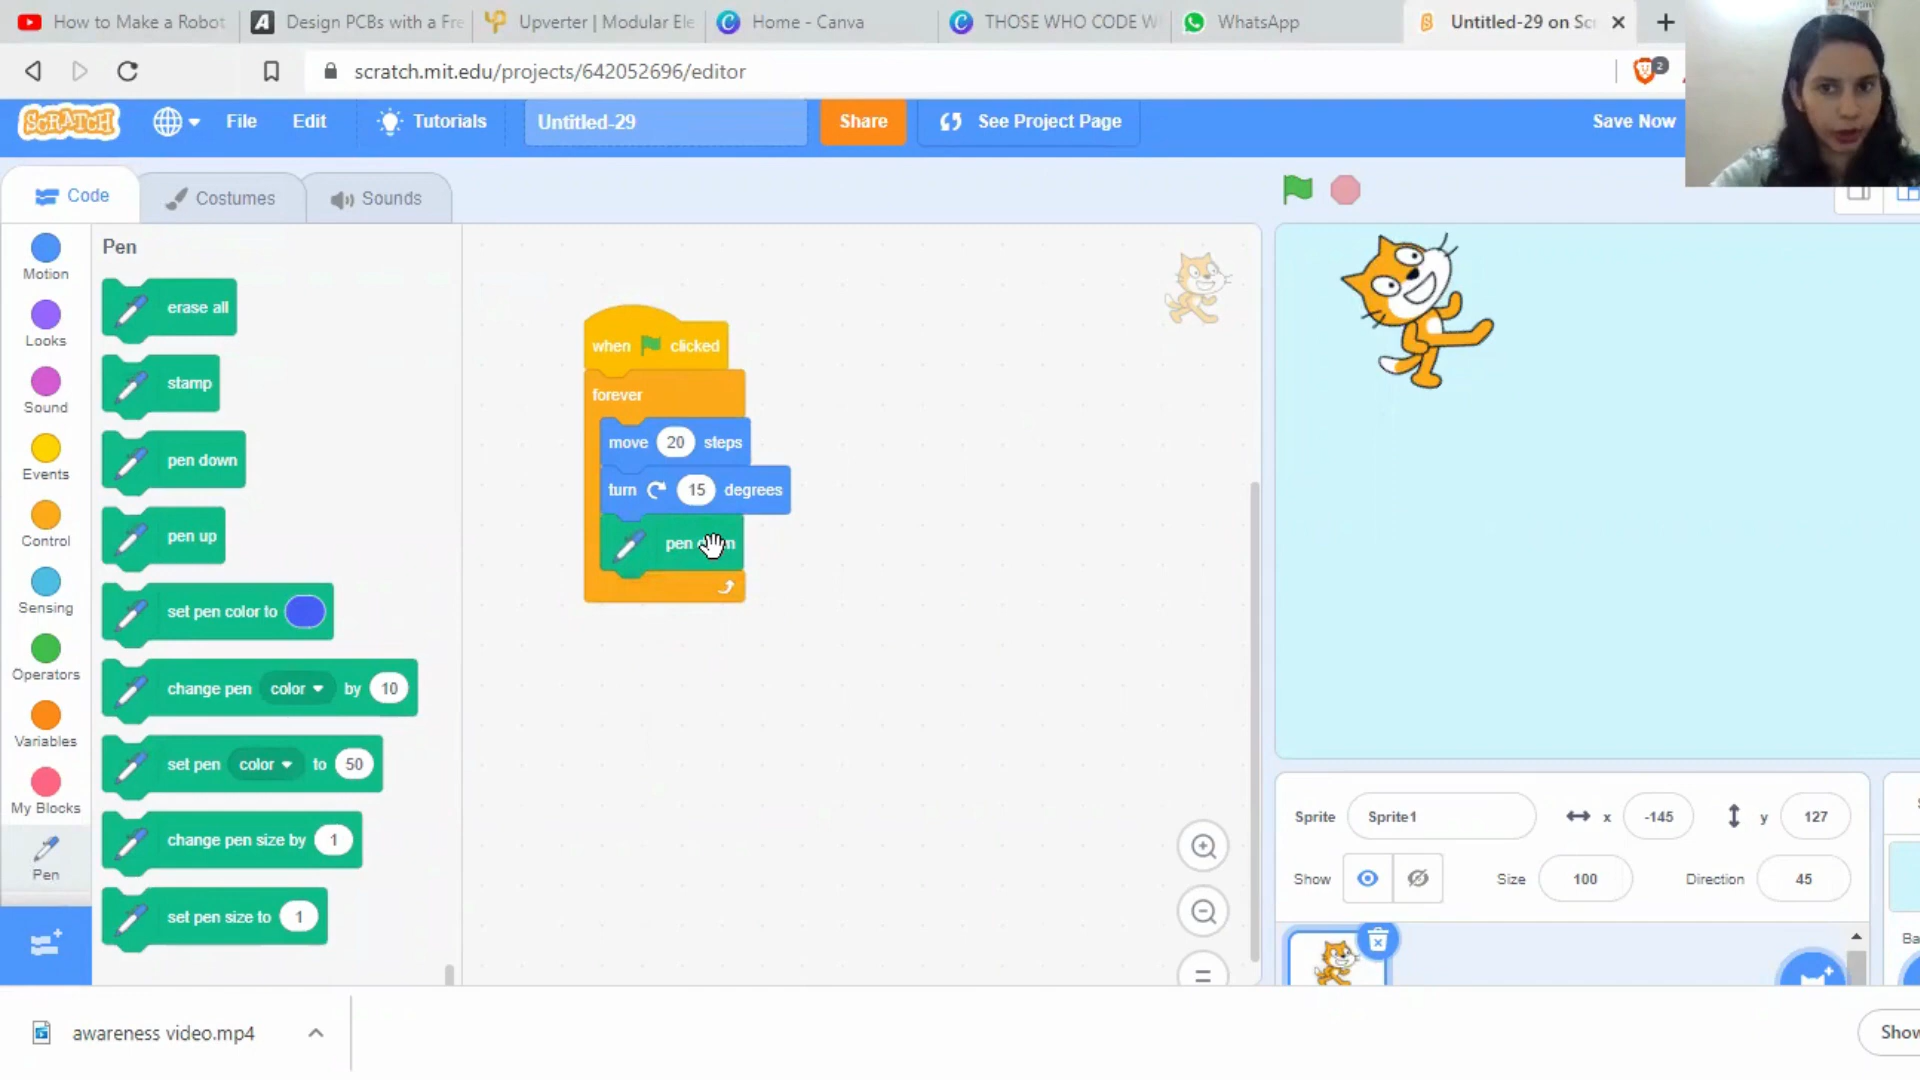 How to Make a Robot
Design PCBs with a Fre
Upverter | Modular Ele
Home - Canva
THOSE WHO CODE W
WhatsApp
Untitled-29 on Scr
scratch.mit.edu/projects/642052696/editor
2
SCRATCH
File
Edit
Tutorials
Untitled-29
Share
See Project Page
Save Now
Code
Costumes
Sounds
Motion
Looks
Sound
Events
Control
Sensing
Operators
Variables
My Blocks
Pen
Pen
erase all
stamp
pen down
pen up
set pen color to
change pen color by 10
set pen color to 50
change pen size by 1
set pen size to 1
when clicked
forever
move 20 steps
turn 15 degrees
pen
Sprite Sprite1 x -145 y 127
Show Size 100 Direction 45
Ba
awareness video.mp4
Show